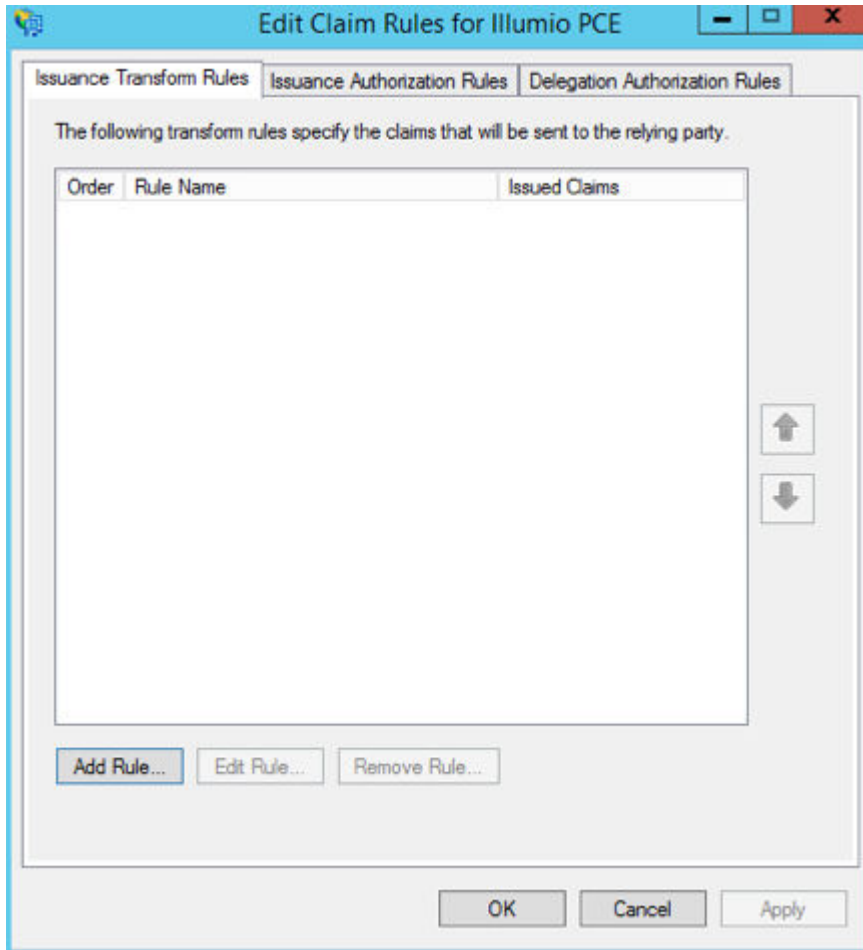 Edit Claim Rules for Illumio PCE
Issuance Transform Rules Issuance Authorization Rules Delegation Authorization Rules
The following transform rules specify the claims that will be sent to the relying party.
Order Rule Name Issued Claims
Add Rule... Edit Rule... Remove Rule...
OK Cancel Apply